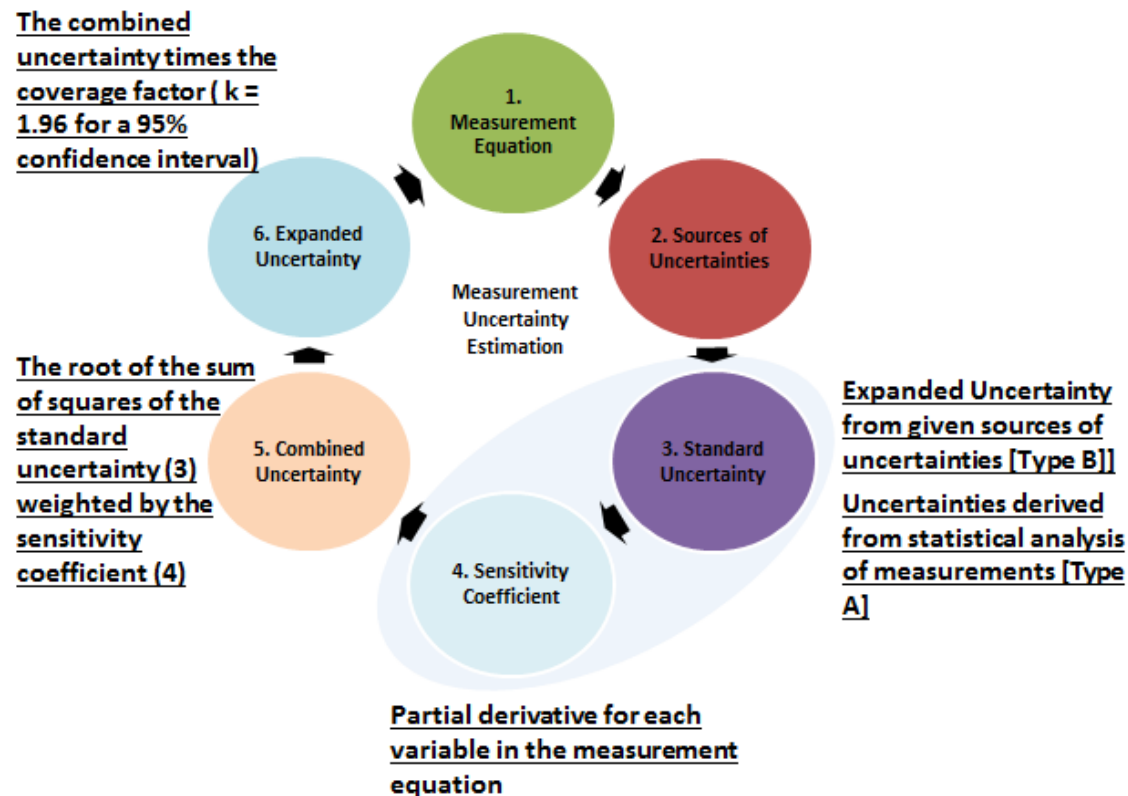 The combined
uncertainty times the
coverage factor ( k =
1.96 for a 95%
confidence interval)
1.
Measurement
Equation
2. Sources of
Uncertainties
6. Expanded
Uncertainty
Measurement
Uncertainty
Estimation
The root of the sum
of squares of the
standard
uncertainty (3)
weighted by the
sensitivity
coefficient (4)
5. Combined
Uncertainty
3. Standard
Uncertainty
Expanded Uncertainty
from given sources of
uncertainties [Type B]]
Uncertainties derived
from statistical analysis
of measurements [Type
A]
4. Sensitivity
Coefficient
Partial derivative for each
variable in the measurement
equation